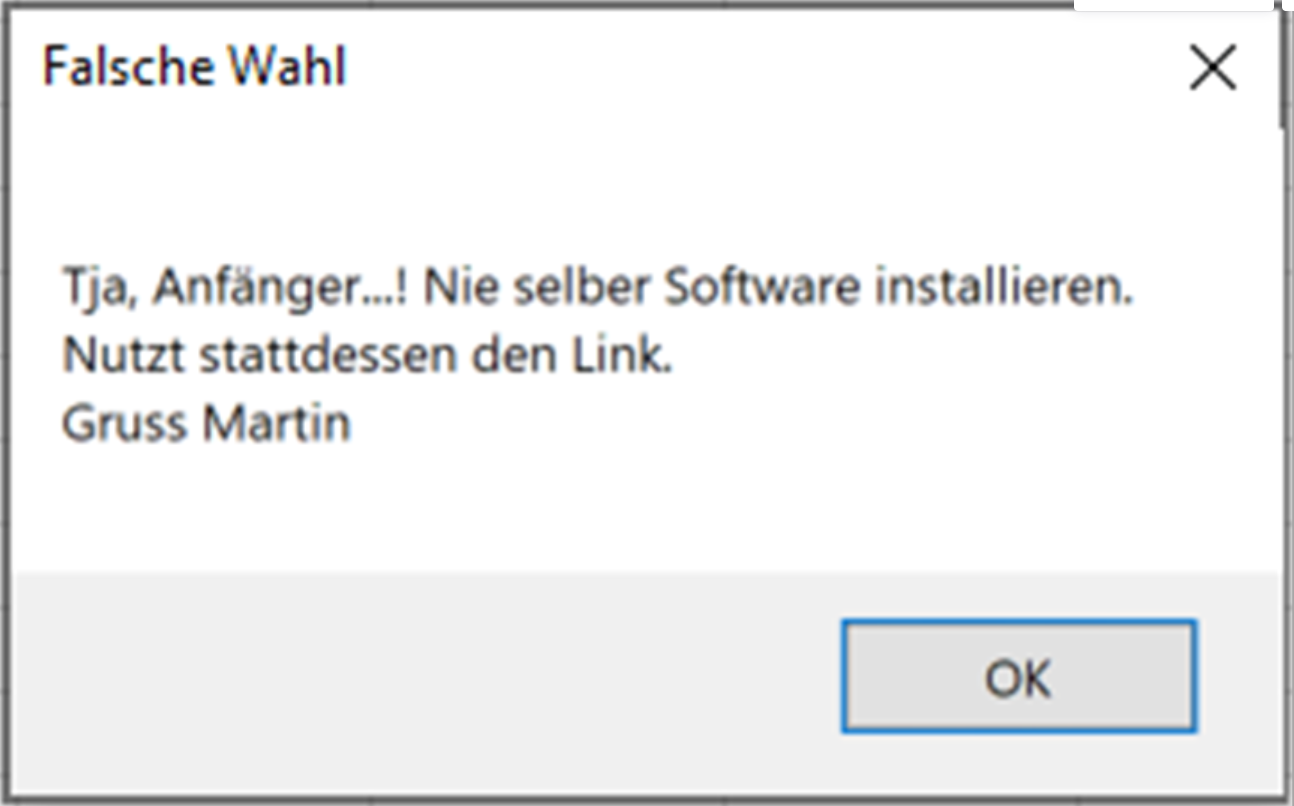 Falsche Wahl
Tja, Anfänger...! Nie selber Software installieren.
Nutzt stattdessen den Link.
Gruss Martin
OK